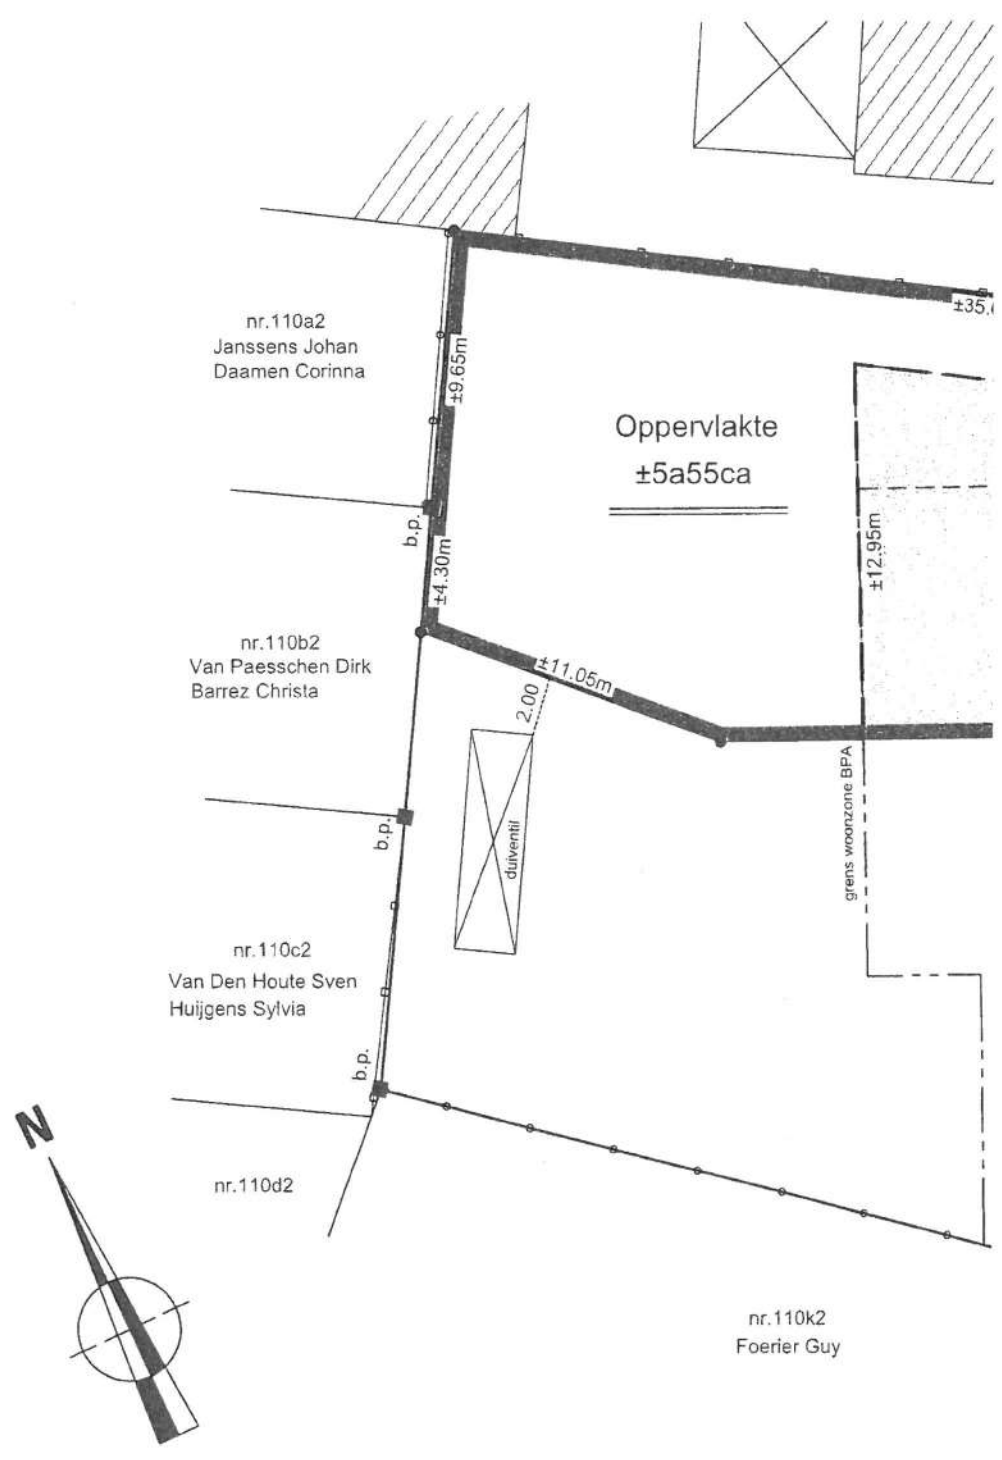 ±35.
nr.110a2
Janssens Johan
Daamen Corinna
±9.65m
Oppervlakte
±5a55ca
b.p.
±4.30m
±12.95m
nr.110b2
Van Paesschen Dirk
Barrez Christa
±11.05m
2.00
grens woonzone BPA
b.p.
duiventil
nr.110c2
Van Den Houte Sven
Huijgens Sylvia
b.p.
N
nr.110d2
nr.110k2
Foerier Guy